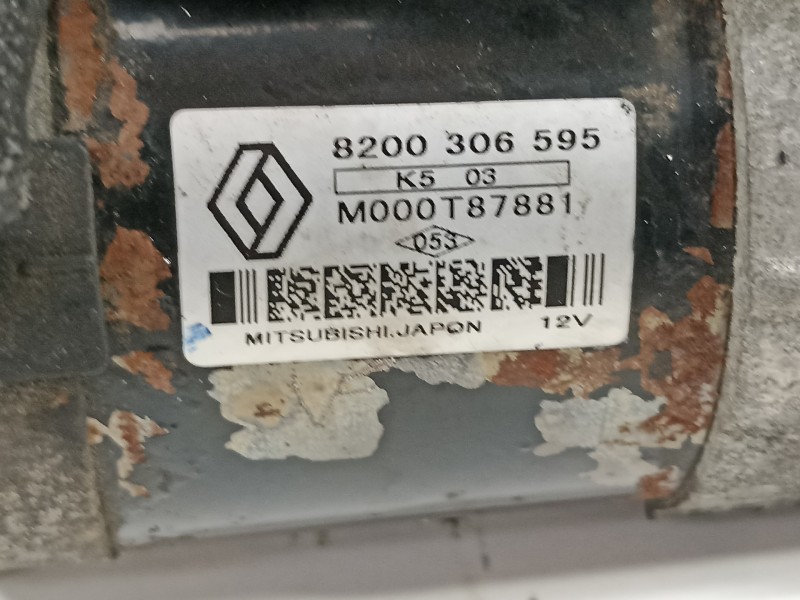 8200 306 595
K5 03
M000T87881
053
MITSUBISHI.JAPON 12V